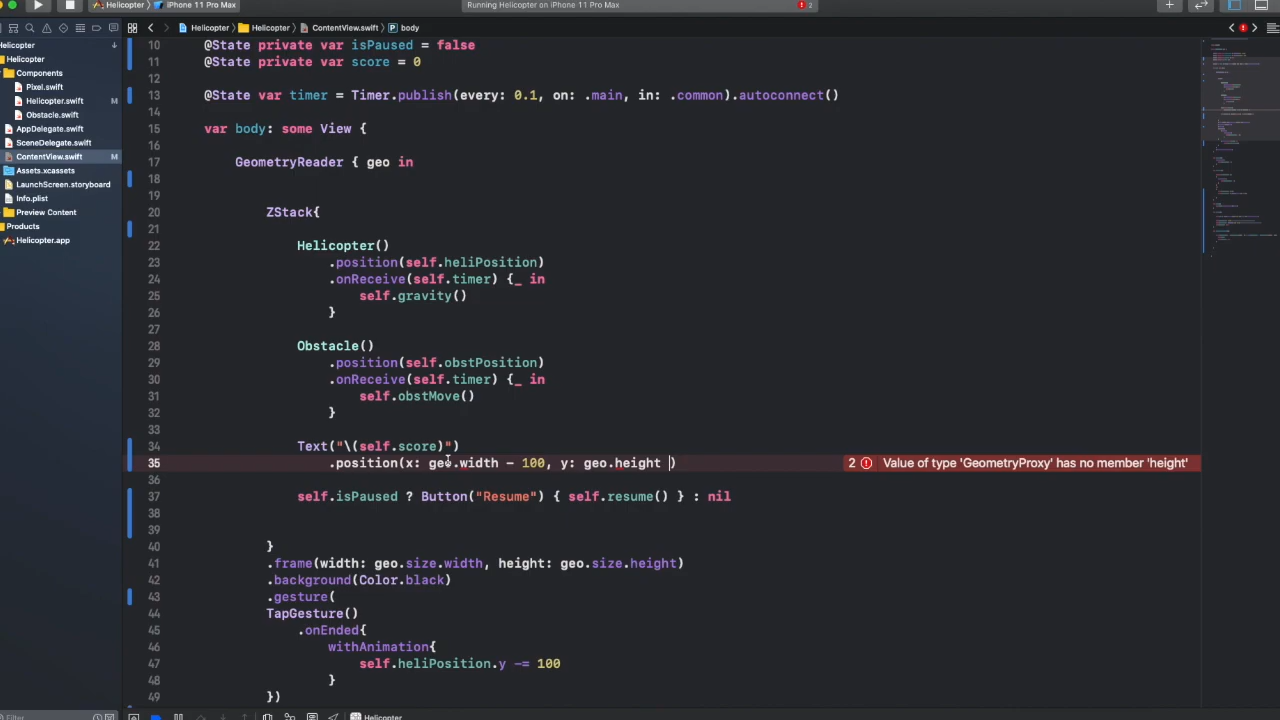 Helicopter
iPhone 11 Pro Max
Running Helicopter on iPhone 11 Pro Max
2
Helicopter
Helicopter
ContentView.swift
body
Helicopter
Helicopter
Components
Pixel.swift
Helicopter.swift M
Obstacle.swift
AppDelegate.swift
SceneDelegate.swift
ContentView.swift M
Assets.xcassets
LaunchScreen.storyboard
Info.plist
Preview Content
Products
Helicopter.app
Filter
10 @State private var isPaused = false
11 @State private var score = 0
12
13 @State var timer = Timer.publish(every: 0.1, on: .main, in: .common).autoconnect()
14
15 var body: some View {
16
17 GeometryReader { geo in
18
19
20 ZStack{
21
22 Helicopter()
23 .position(self.heliPosition)
24 .onReceive(self.timer) {_ in
25 self.gravity()
26 }
27
28 Obstacle()
29 .position(self.obstPosition)
30 .onReceive(self.timer) {_ in
31 self.obstMove()
32 }
33
34 Text("\(self.score)")
35 .position(x: geo.width - 100, y: geo.height ) 2 Value of type 'GeometryProxy' has no member 'height'
36
37 self.isPaused ? Button("Resume") { self.resume() } : nil
38
39
40 }
41 .frame(width: geo.size.width, height: geo.size.height)
42 .background(Color.black)
43 .gesture(
44 TapGesture()
45 .onEnded{
46 withAnimation{
47 self.heliPosition.y -= 100
48 }
49 })
Helicopter